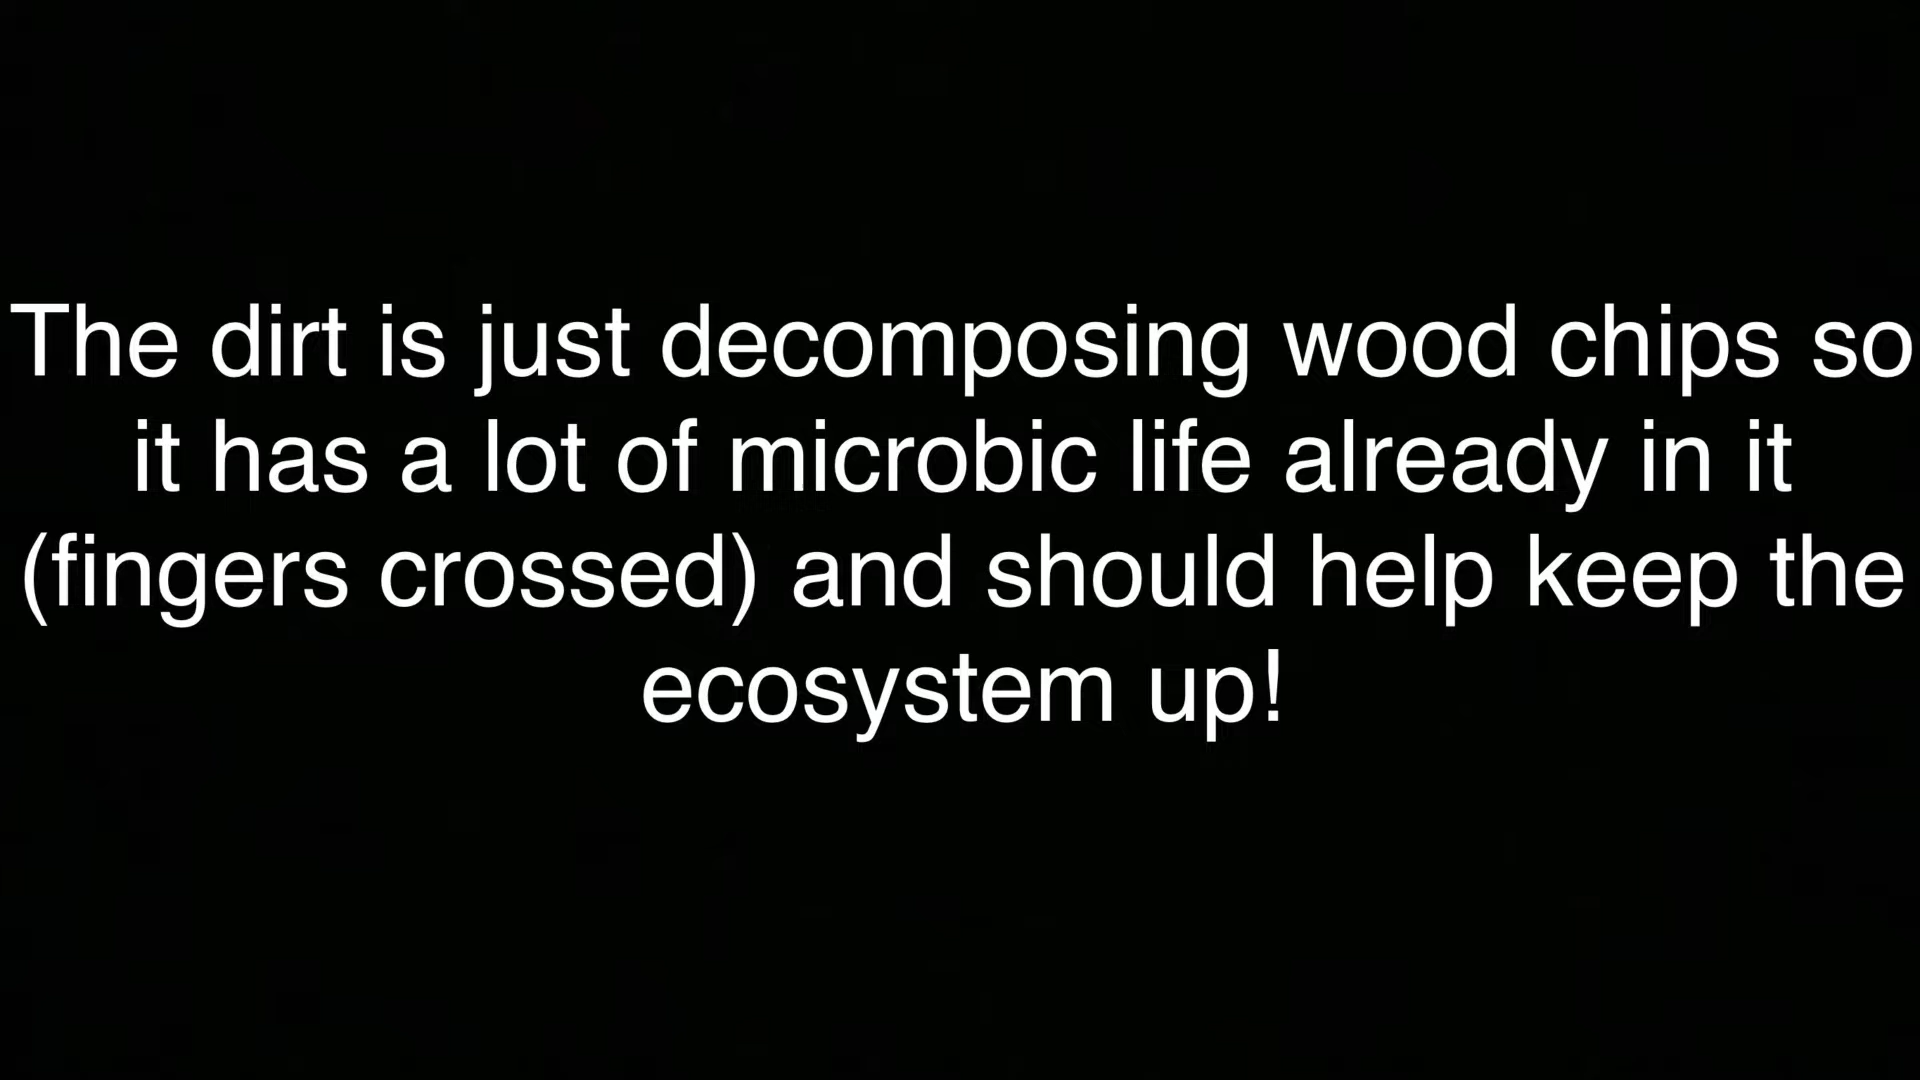 The dirt is just decomposing wood chips so
it has a lot of microbic life already in it
(fingers crossed) and should help keep the
ecosystem up!